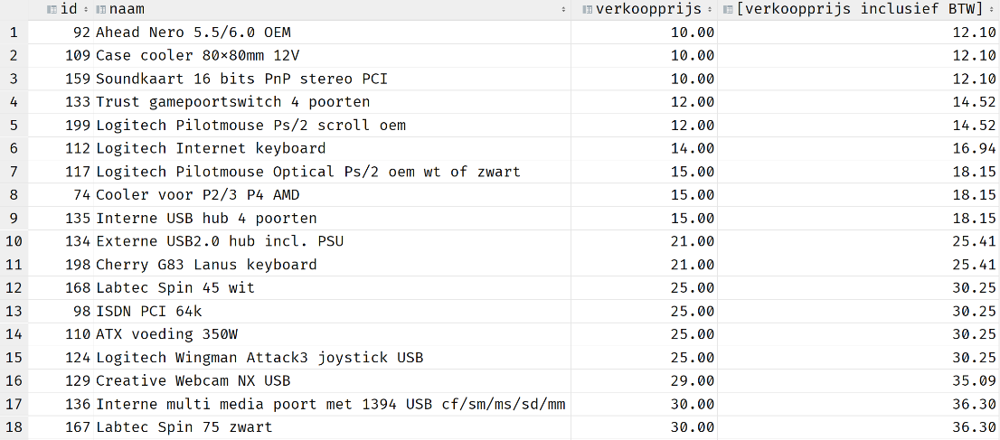 id naam verkoopprijs [verkoopprijs inclusief BTW]
1 92 Ahead Nero 5.5/6.0 OEM 10.00 12.10
2 109 Case cooler 80x80mm 12V 10.00 12.10
3 159 Soundkaart 16 bits PnP stereo PCI 10.00 12.10
4 133 Trust gamepoortswitch 4 poorten 12.00 14.52
5 199 Logitech Pilotmouse Ps/2 scroll oem 12.00 14.52
6 112 Logitech Internet keyboard 14.00 16.94
7 117 Logitech Pilotmouse Optical Ps/2 oem wt of zwart 15.00 18.15
8 74 Cooler voor P2/3 P4 AMD 15.00 18.15
9 135 Interne USB hub 4 poorten 15.00 18.15
10 134 Externe USB2.0 hub incl. PSU 21.00 25.41
11 198 Cherry G83 Lanus keyboard 21.00 25.41
12 168 Labtec Spin 45 wit 25.00 30.25
13 98 ISDN PCI 64k 25.00 30.25
14 110 ATX voeding 350W 25.00 30.25
15 124 Logitech Wingman Attack3 joystick USB 25.00 30.25
16 129 Creative Webcam NX USB 29.00 35.09
17 136 Interne multi media poort met 1394 USB cf/sm/ms/sd/mm 30.00 36.30
18 167 Labtec Spin 75 zwart 30.00 36.30